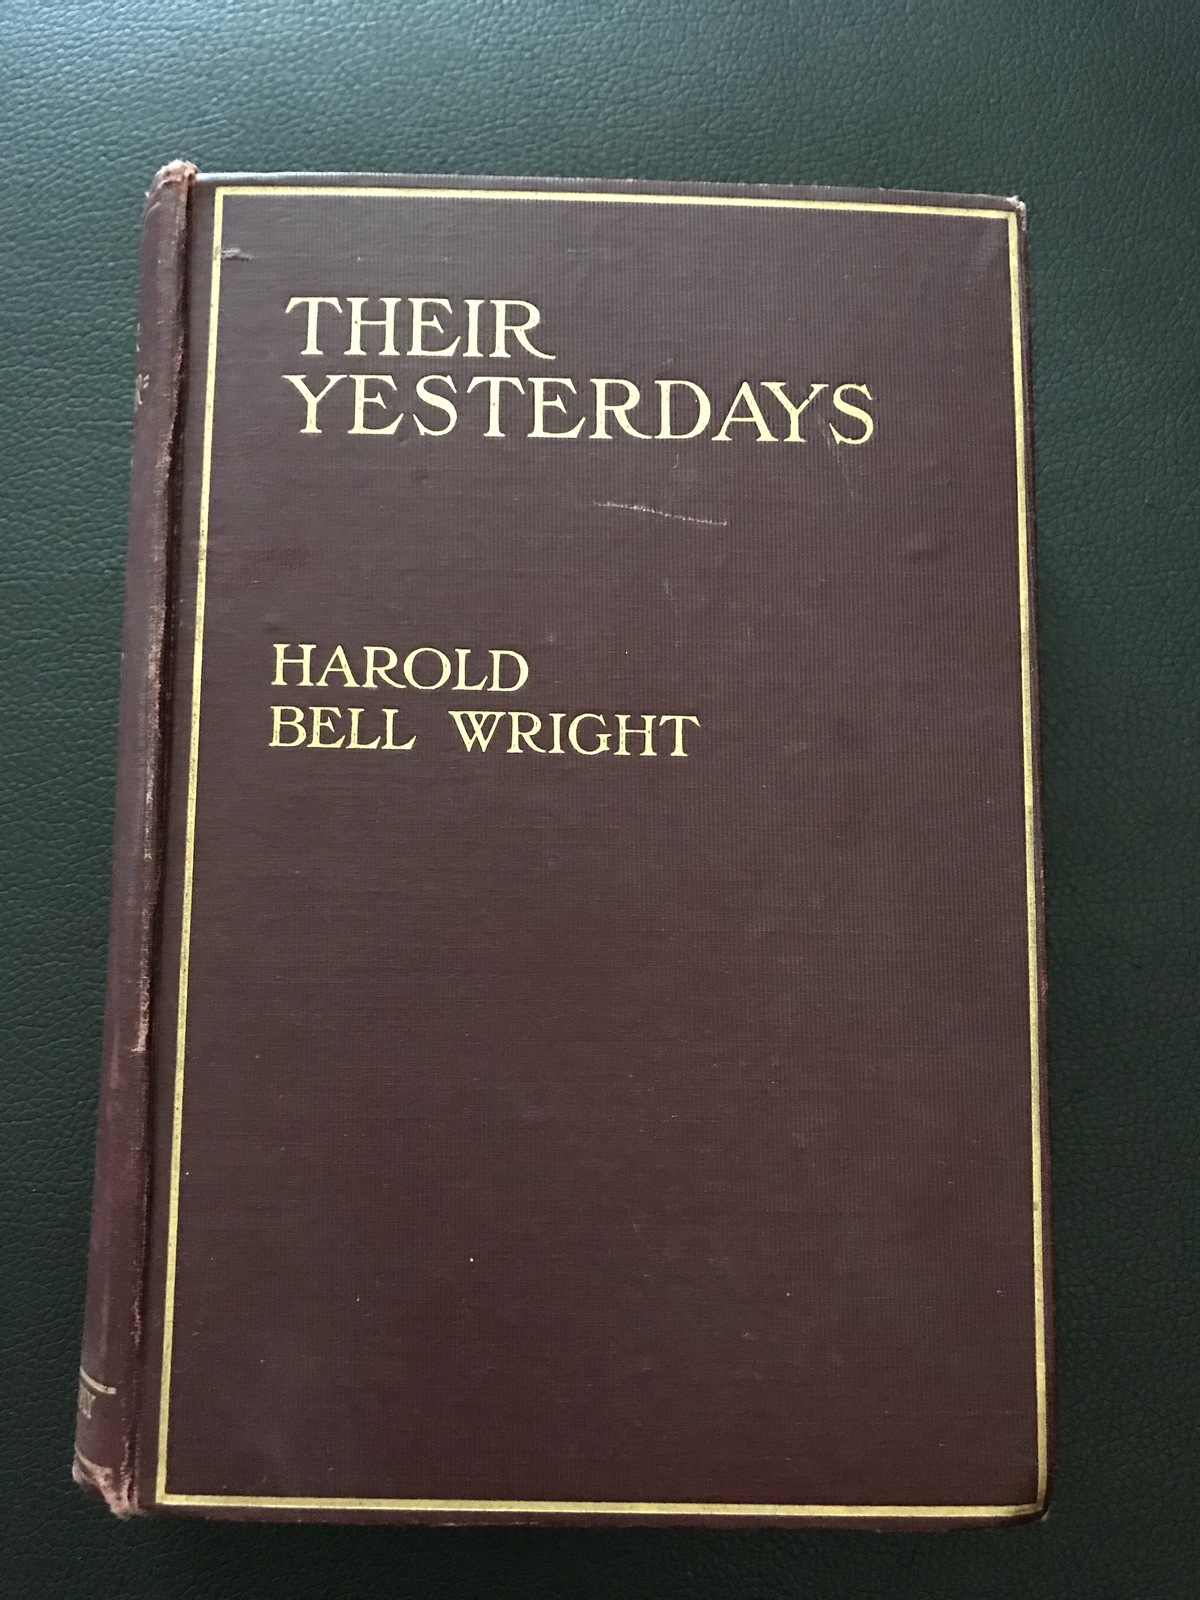 THEIR
YESTERDAYS
HAROLD
BELL WRIGHT